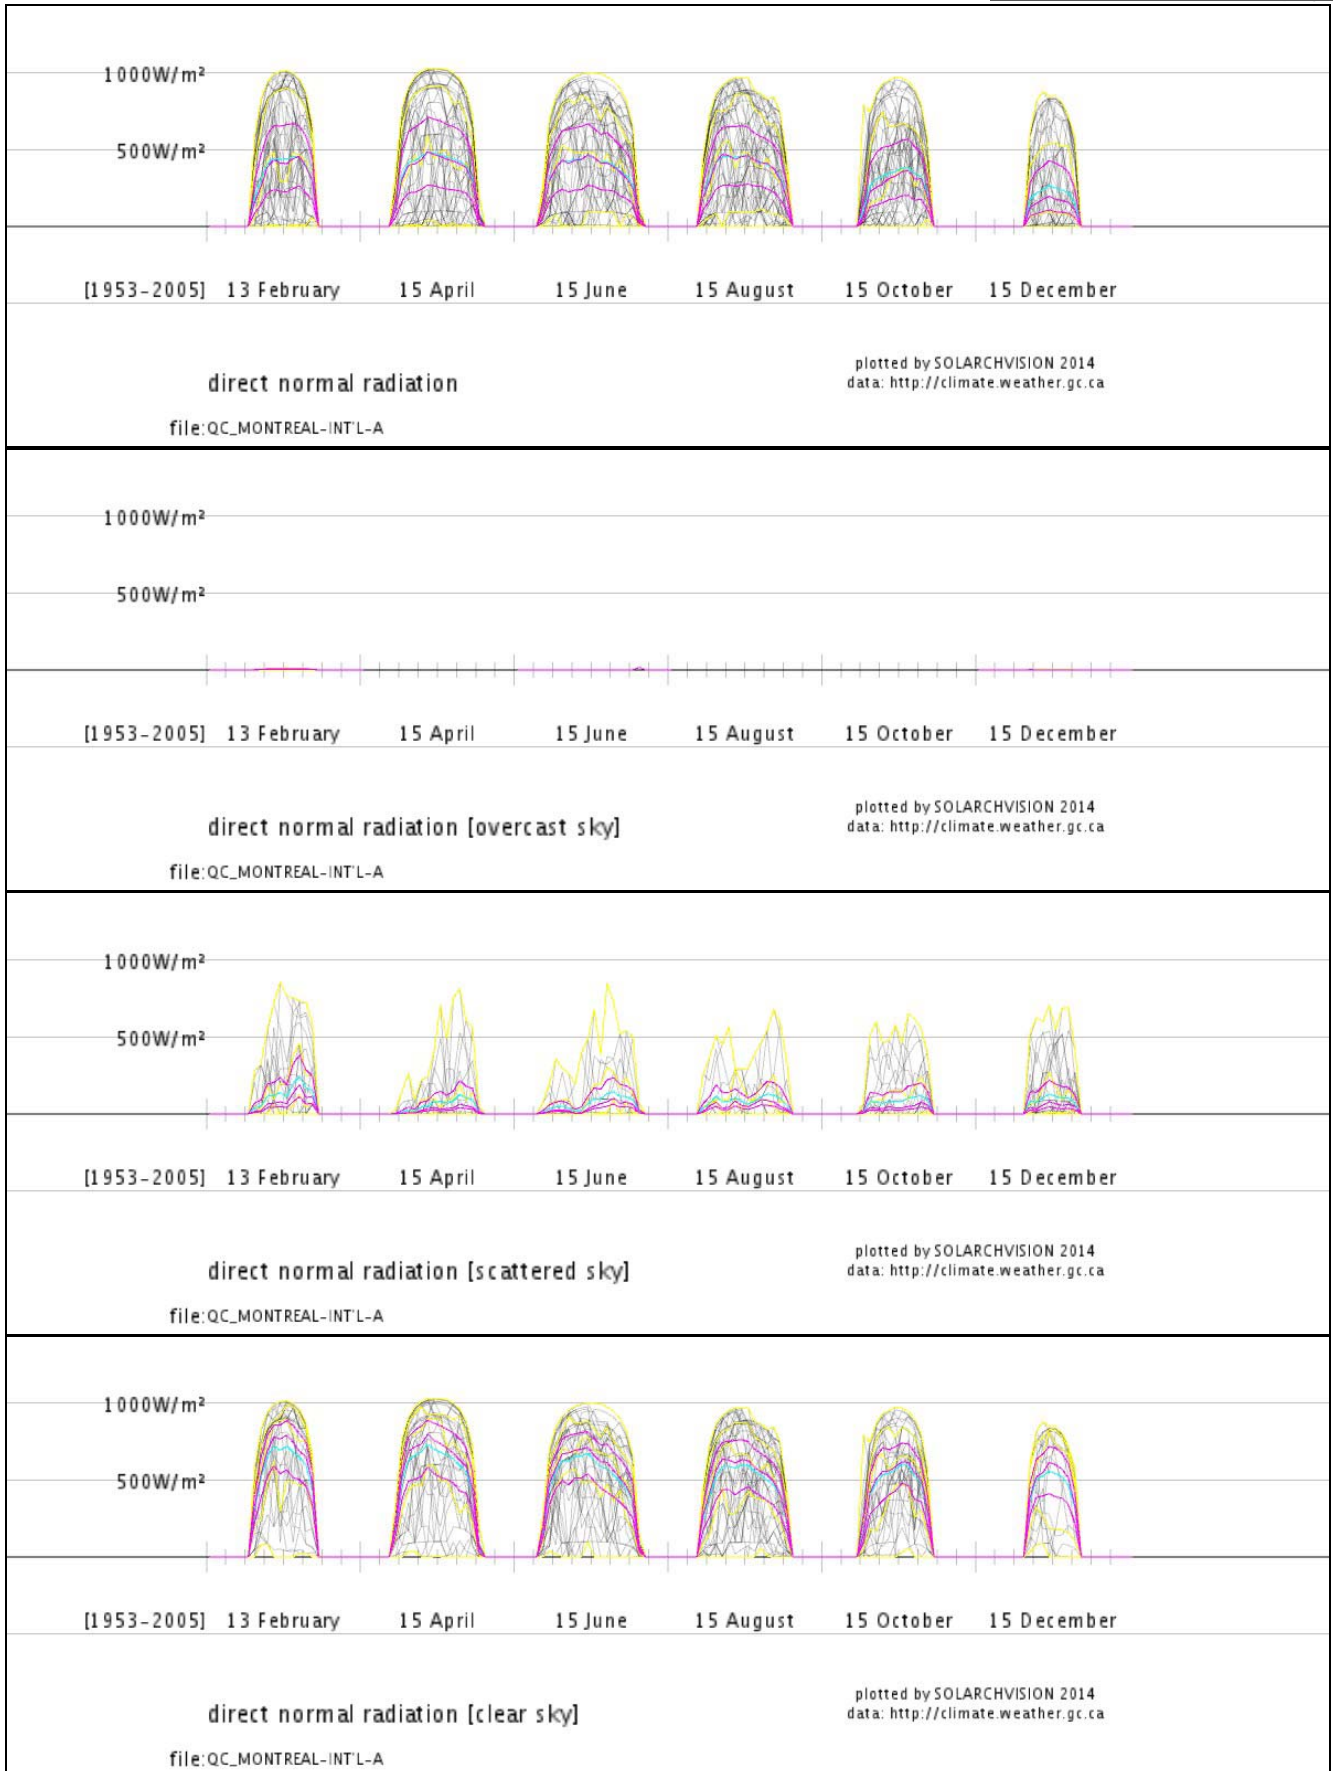 1000W/m²
500W/m²
[1953-2005] 13 February 15 April 15 June 15 August 15 October 15 December
plotted by SOLARCHVISION 2014
direct normal radiation
data: http://climate.weather.gc.ca
file:QC_MONTREAL-INT'L-A
1000W/m²
500W/m²
[1953-2005] 13 February 15 April 15 June 15 August 15 October 15 December
plotted by SOLARCHVISION 2014
direct normal radiation [overcast sky]
data: http://climate.weather.gc.ca
file:QC_MONTREAL-INT'L-A
1000W/m²
500W/m²
[1953-2005] 13 February 15 April 15 June 15 August 15 October 15 December
plotted by SOLARCHVISION 2014
direct normal radiation [scattered sky]
data: http://climate.weather.gc.ca
file:QC_MONTREAL-INT'L-A
1000W/m²
500W/m²
[1953-2005] 13 February 15 April 15 June 15 August 15 October 15 December
plotted by SOLARCHVISION 2014
direct normal radiation [clear sky]
data: http://climate.weather.gc.ca
file:QC_MONTREAL-INT'L-A